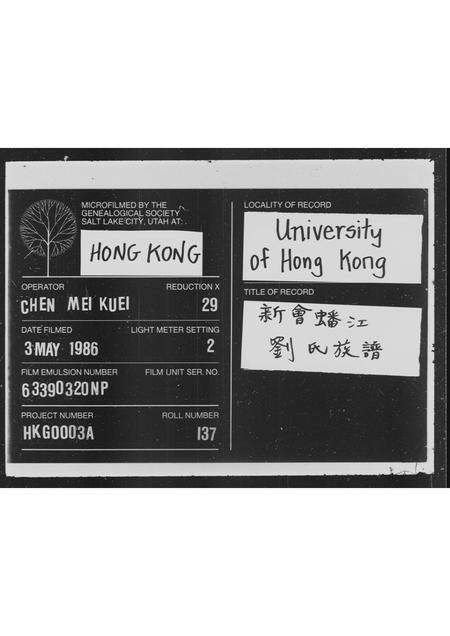 MICROFILMED BY THE
GENEALOGICAL SOCIETY
SALT LAKE CITY, UTAH AT:
HONG KONG
OPERATOR REDUCTION X
CHEN MEI KUEI 29
DATE FILMED LIGHT METER SETTING
3 MAY 1986 2
FILM EMULSION NUMBER FILM UNIT SER. NO.
63390320NP
PROJECT NUMBER ROLL NUMBER
HKG0003A 137
LOCALITY OF RECORD
University
of Hong Kong
TITLE OF RECORD
新會蟠江
劉氏族譜